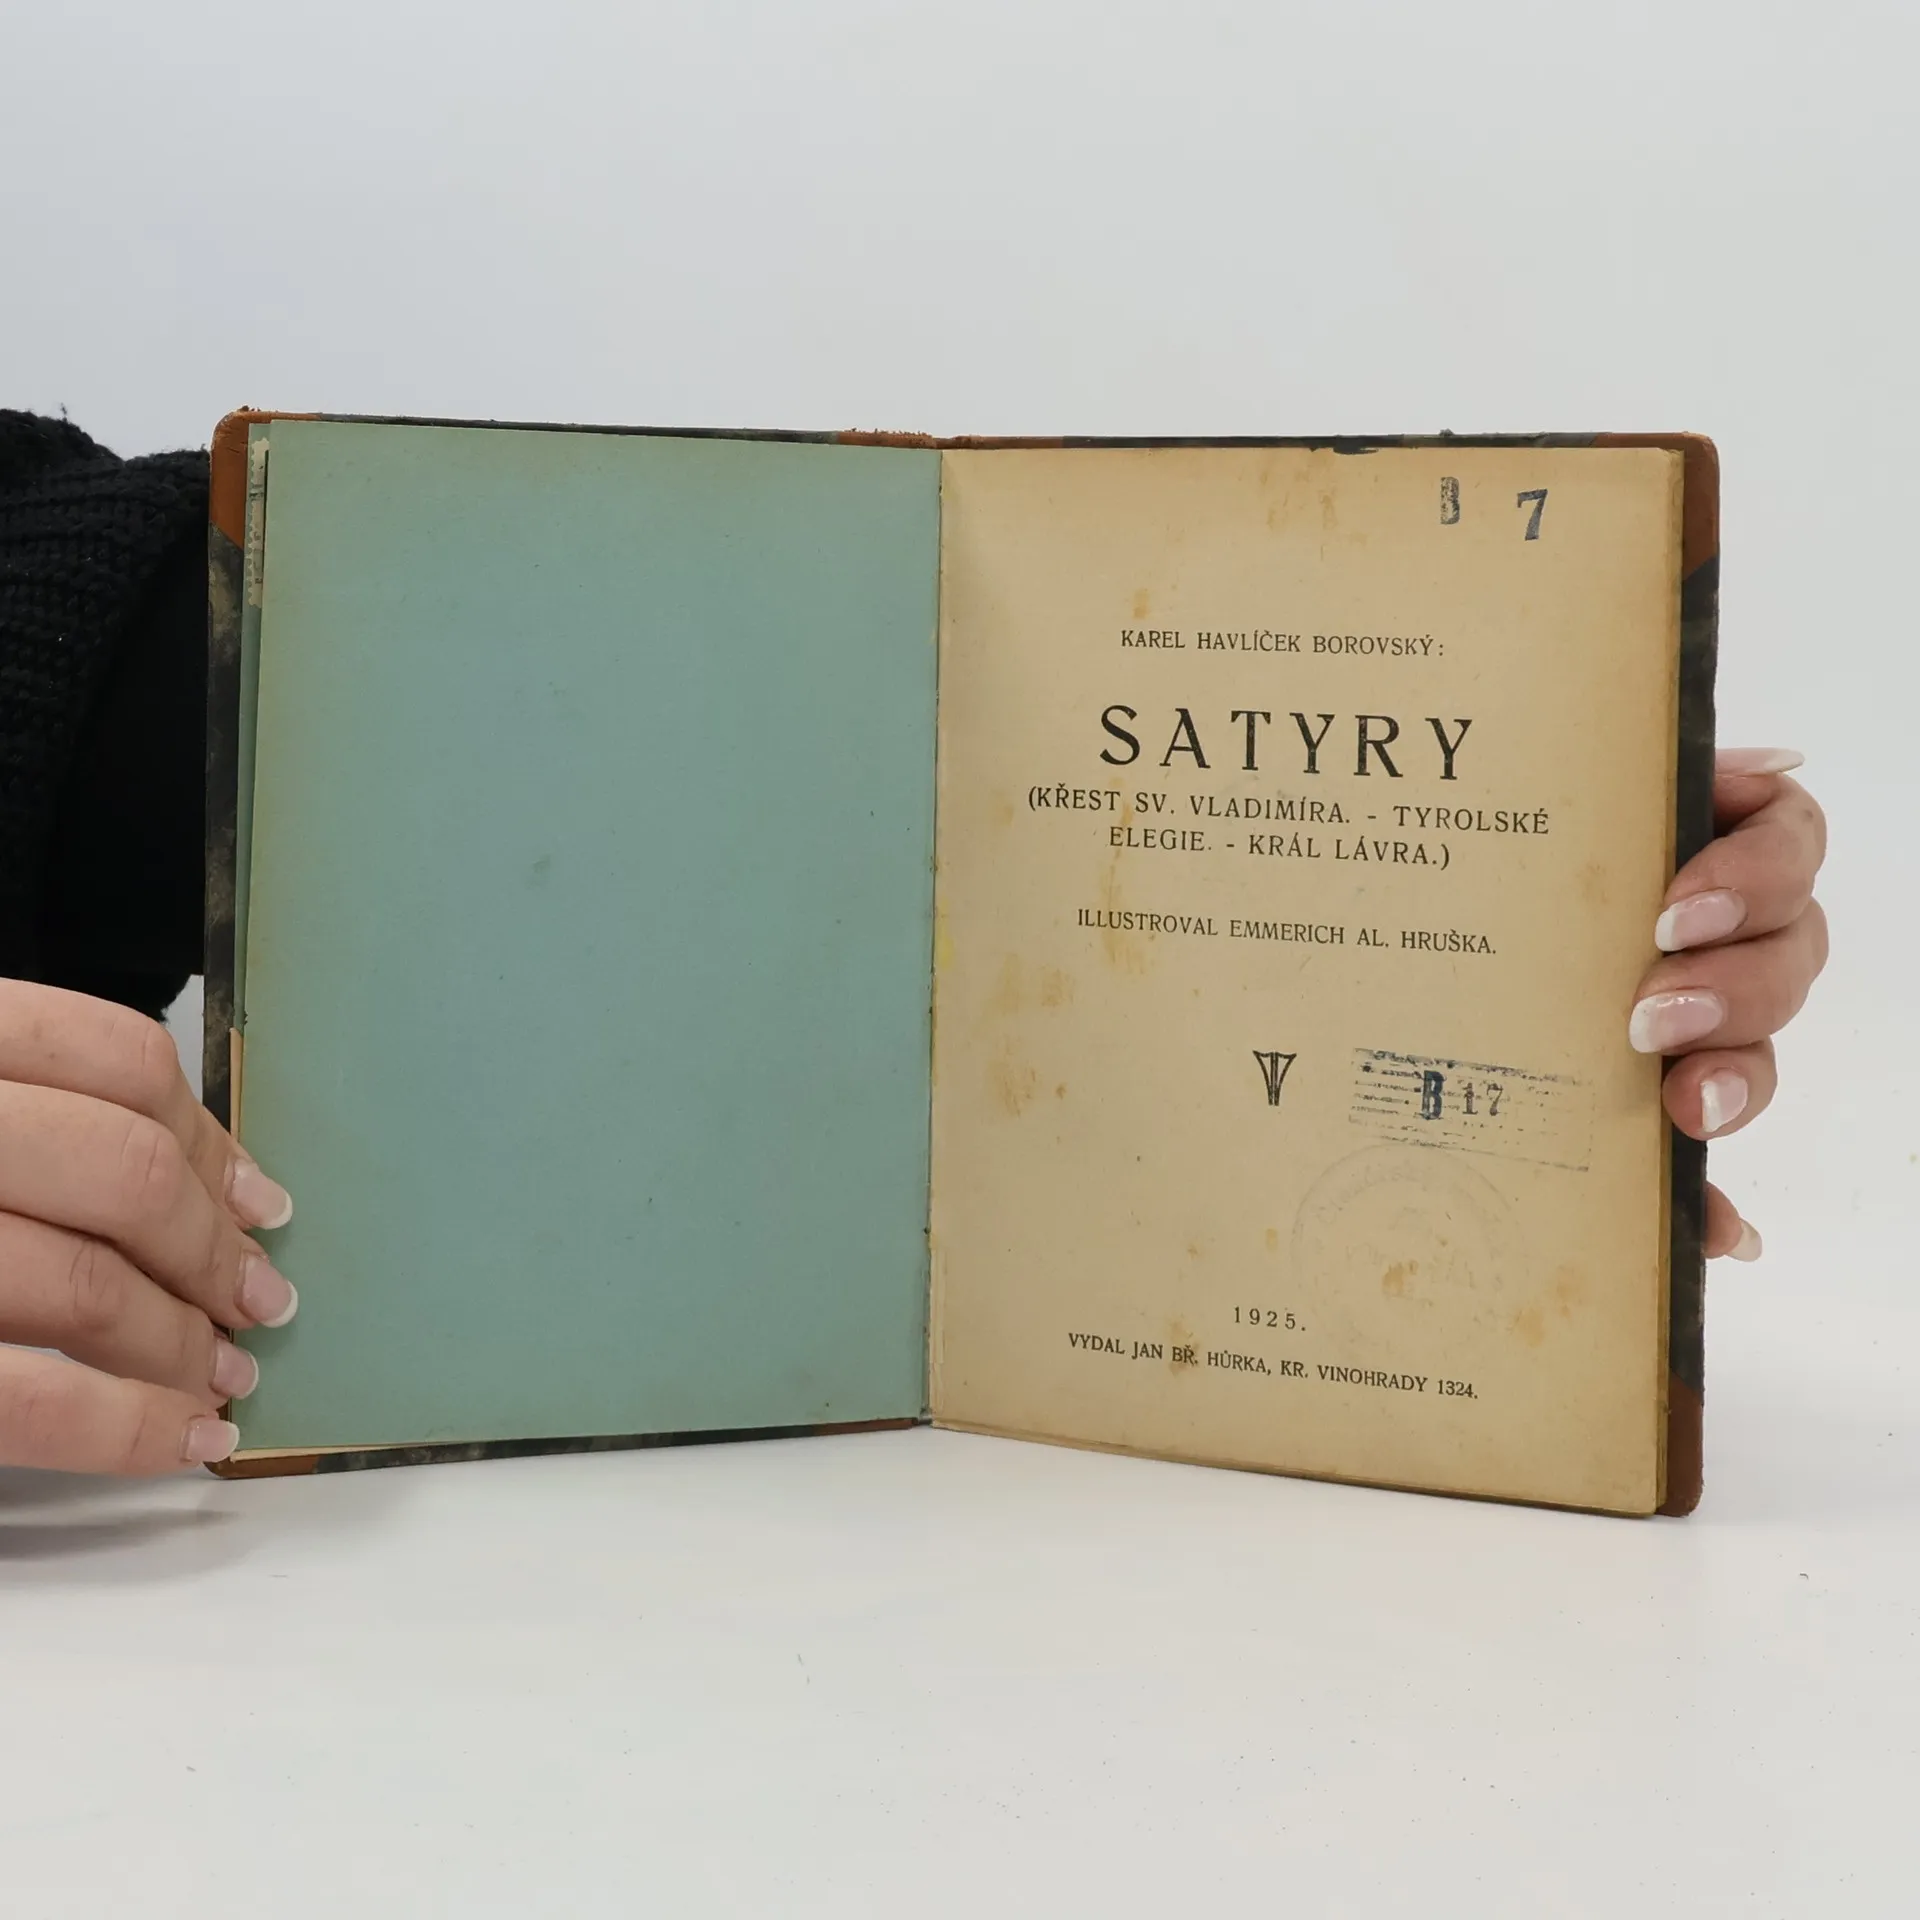 B 7
KAREL HAVLÍČEK BOROVSKÝ:
SATYRY
(KŘEST SV. VLADIMÍRA. - TYROLSKÉ
ELEGIE. - KRÁL LÁVRA.)
ILLUSTROVAL EMMERICH AL. HRUŠKA.
B 17
1925.
VYDAL JAN BŘ. HŮRKA, KR. VINOHRADY 1324.